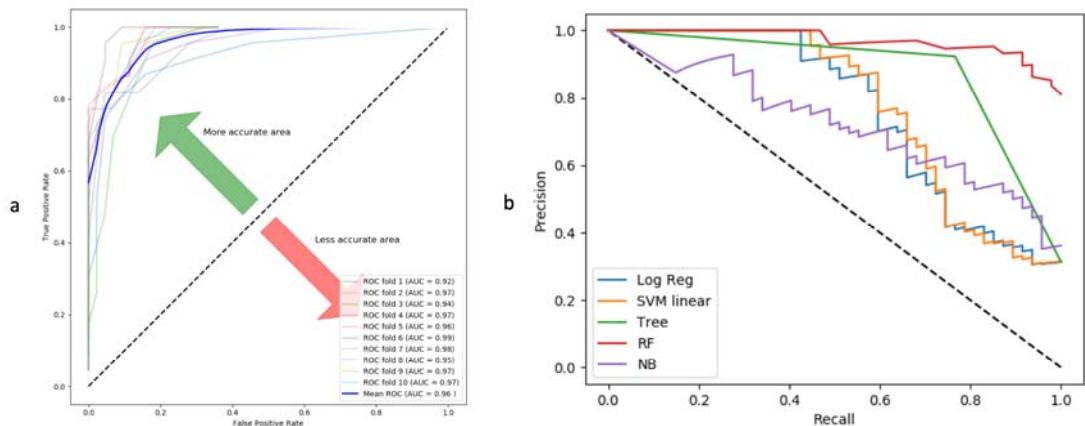 a
True Positive Rate
1.0
0.8
0.6
0.4
0.2
0.0
More accurate area
Less accurate area
ROC fold 1 (AUC = 0.92)
ROC fold 2 (AUC = 0.97)
ROC fold 3 (AUC = 0.94)
ROC fold 4 (AUC = 0.97)
ROC fold 5 (AUC = 0.96)
ROC fold 6 (AUC = 0.99)
ROC fold 7 (AUC = 0.98)
ROC fold 8 (AUC = 0.95)
ROC fold 9 (AUC = 0.97)
ROC fold 10 (AUC = 0.97)
Mean ROC (AUC = 0.96 )
0.0 0.2 0.4 0.6 0.8 1.0
False Positive Rate
b
Precision
1.0
0.8
0.6
0.4
0.2
0.0
Log Reg
SVM linear
Tree
RF
NB
0.0 0.2 0.4 0.6 0.8 1.0
Recall